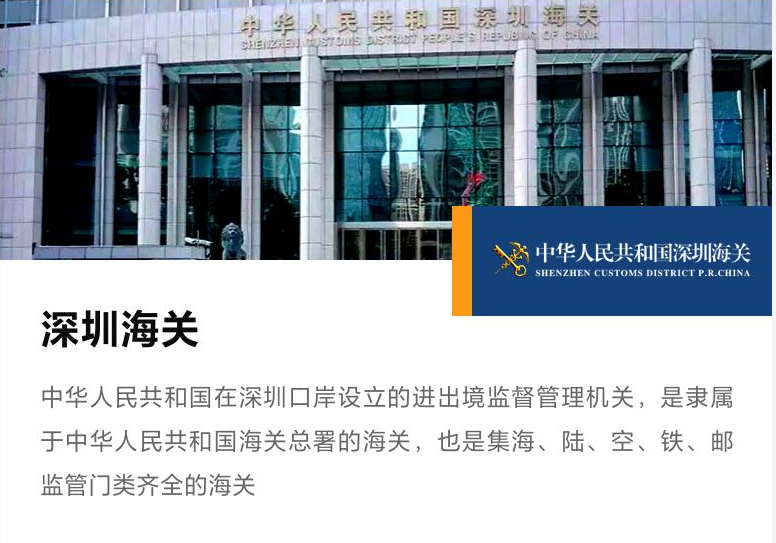 中华人民共和国深圳海关
SHENZHEN CUSTOMS DISTRICT PEOPLE'S REPUBLIC OF CHINA
中华人民共和国深圳海关
SHENZHEN CUSTOMS DISTRICT P.R.CHINA
深圳海关
中华人民共和国在深圳口岸设立的进出境监督管理机关，是隶属
于中华人民共和国海关总署的海关，也是集海、陆、空、铁、邮
监管门类齐全的海关